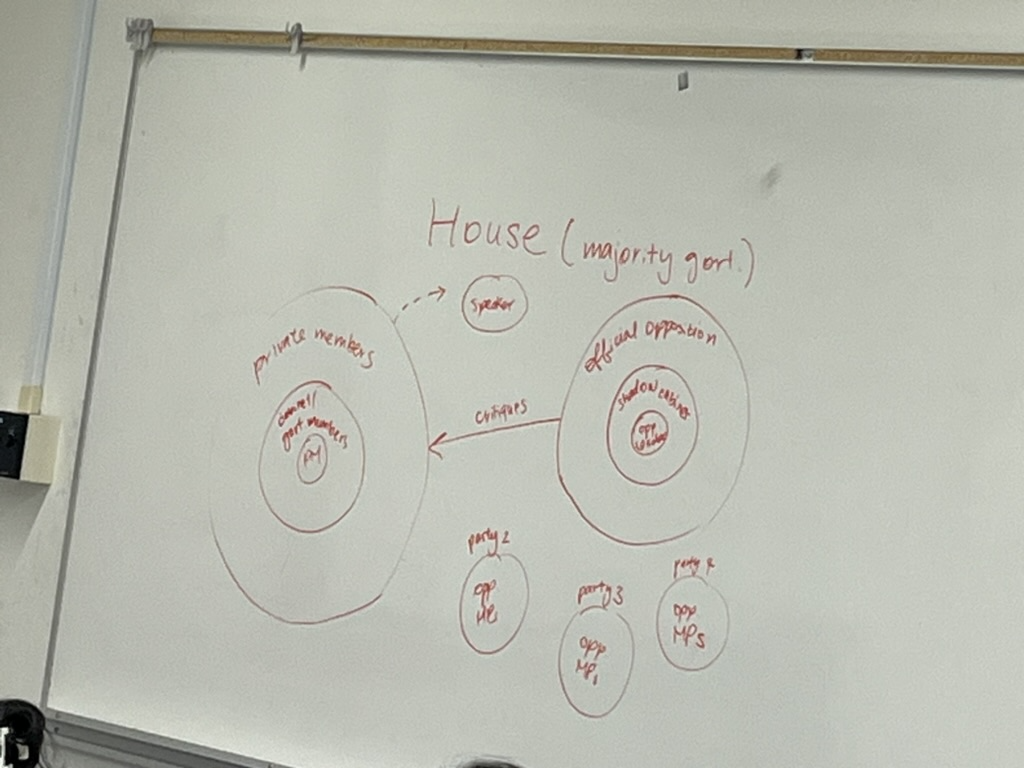 House (majority govt.)
speaker
private members
official opposition
cabinet/
govt. members
PM
shadow cabinet
opp
leader
critiques
party 2
opp
MPs
party 3
opp
MPs
party 4
opp
MPs